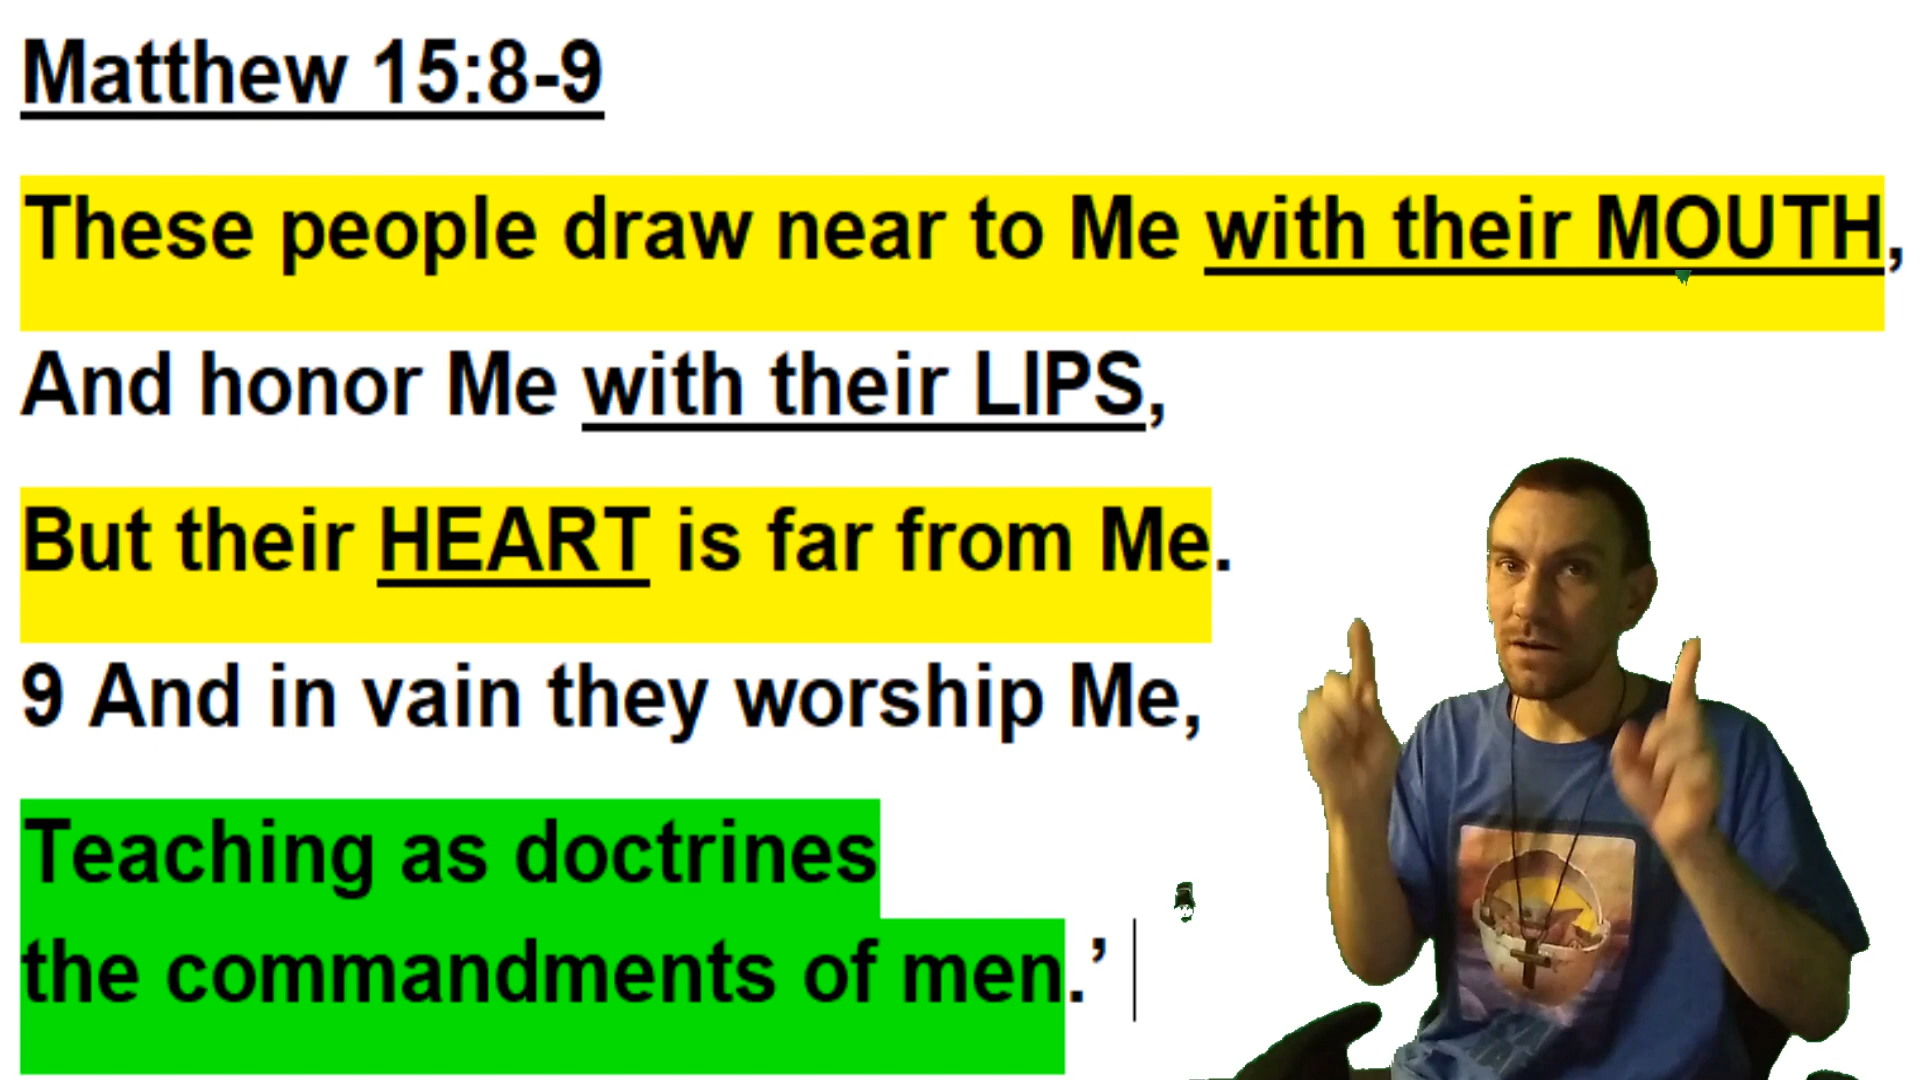 Matthew 15:8-9
These people draw near to Me with their MOUTH,
And honor Me with their LIPS,
But their HEART is far from Me.
9 And in vain they worship Me,
Teaching as doctrines
the commandments of men.’